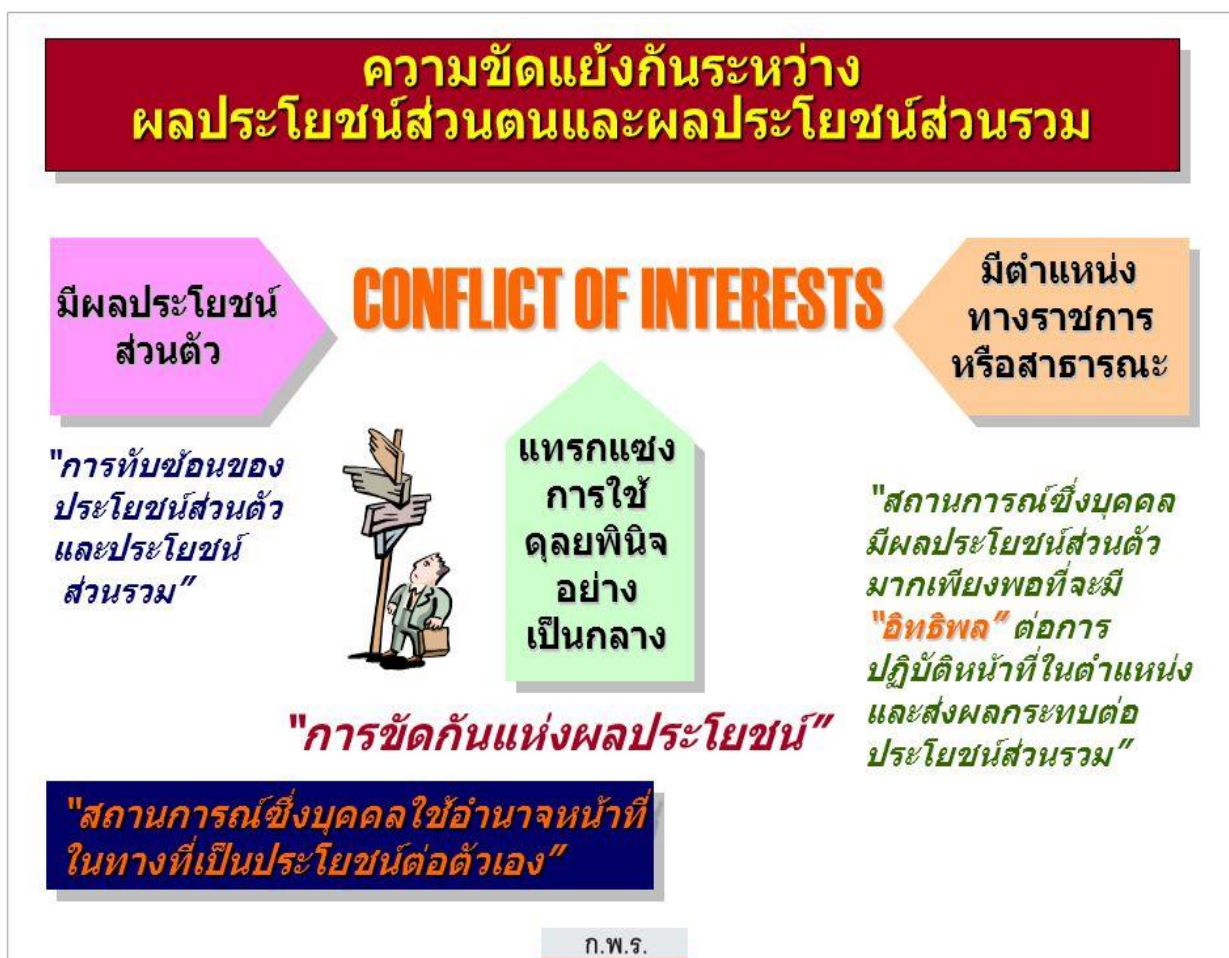 ความขัดแย้งกันระหว่าง
ผลประโยชน์ส่วนตนและผลประโยชน์ส่วนรวม
มีผลประโยชน์
ส่วนตัว
CONFLICT OF INTERESTS
มีตำแหน่ง
ทางราชการ
หรือสาธารณะ
"การทับซ้อนของ
ประโยชน์ส่วนตัว
และประโยชน์
ส่วนรวม"
แทรกแซง
การใช้
ดุลยพินิจ
อย่าง
เป็นกลาง
"สถานการณ์ซึ่งบุคคล
มีผลประโยชน์ส่วนตัว
มากเพียงพอที่จะมี
"อิทธิพล" ต่อการ
ปฏิบัติหน้าที่ในตำแหน่ง
และส่งผลกระทบต่อ
ประโยชน์ส่วนรวม"
"การขัดกันแห่งผลประโยชน์"
"สถานการณ์ซึ่งบุคคลใช้อำนาจหน้าที่
ในทางที่เป็นประโยชน์ต่อตัวเอง"
ก.พ.ร.